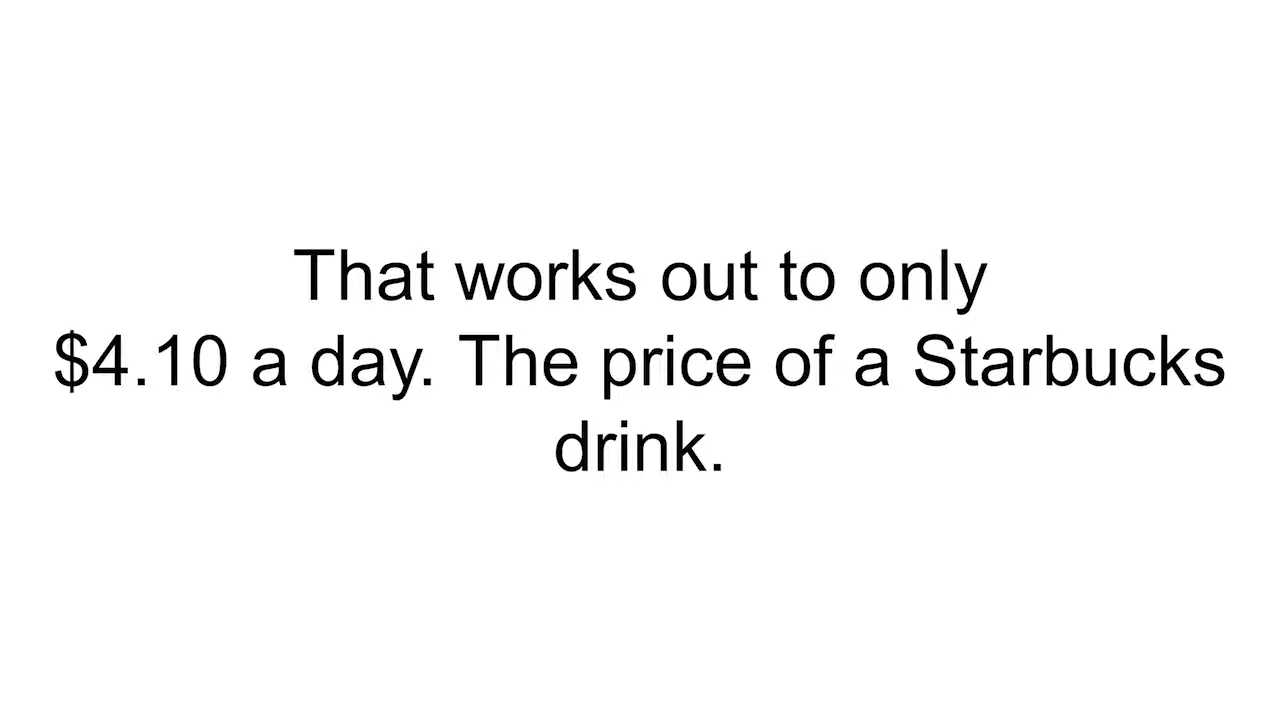 That works out to only
$4.10 a day. The price of a Starbucks
drink.